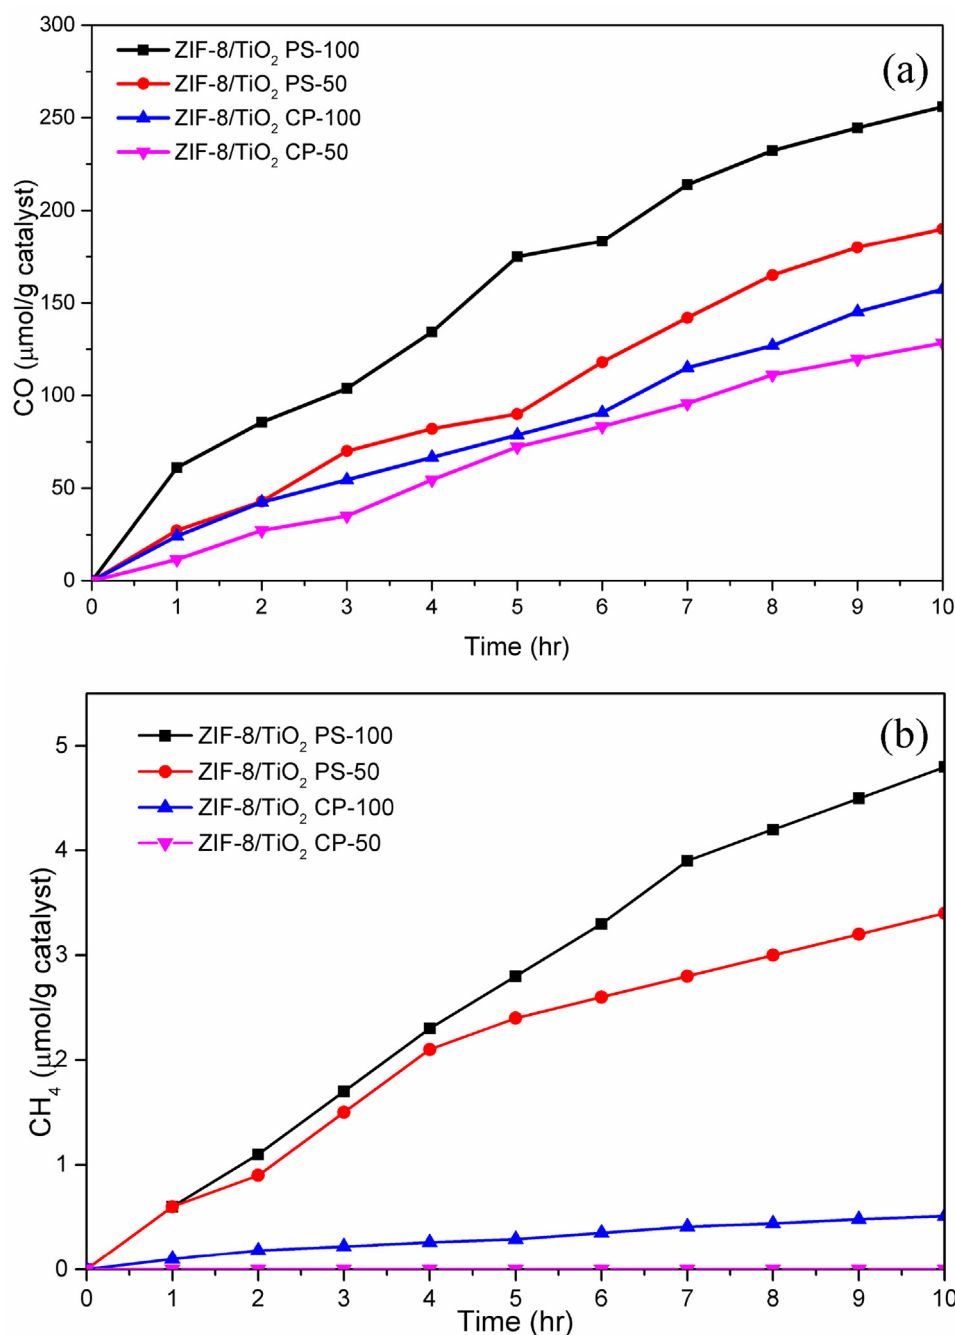 300
250
200
150
100
50
0
CO (μmol/g catalyst)
ZIF-8/TiO₂ PS-100
ZIF-8/TiO₂ PS-50
ZIF-8/TiO₂ CP-100
ZIF-8/TiO₂ CP-50
(a)
0 1 2 3 4 5 6 7 8 9 10
Time (hr)
5
4
3
2
1
0
CH₄ (μmol/g catalyst)
ZIF-8/TiO₂ PS-100
ZIF-8/TiO₂ PS-50
ZIF-8/TiO₂ CP-100
ZIF-8/TiO₂ CP-50
(b)
0 1 2 3 4 5 6 7 8 9 10
Time (hr)